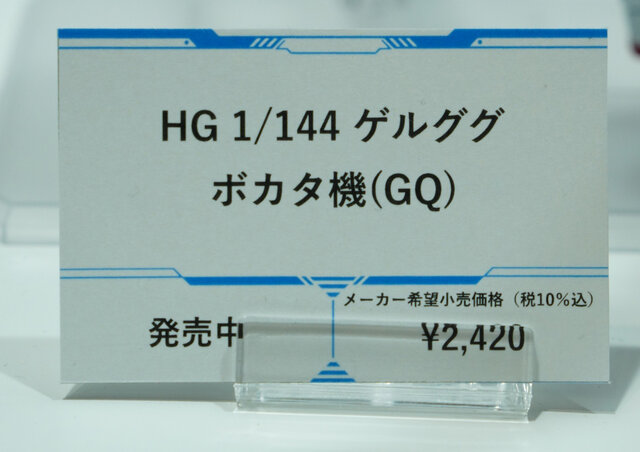 HG 1/144 ゲルググ
ボカタ機(GQ)
メーカー希望小売価格（税10%込）
発売中
¥2,420